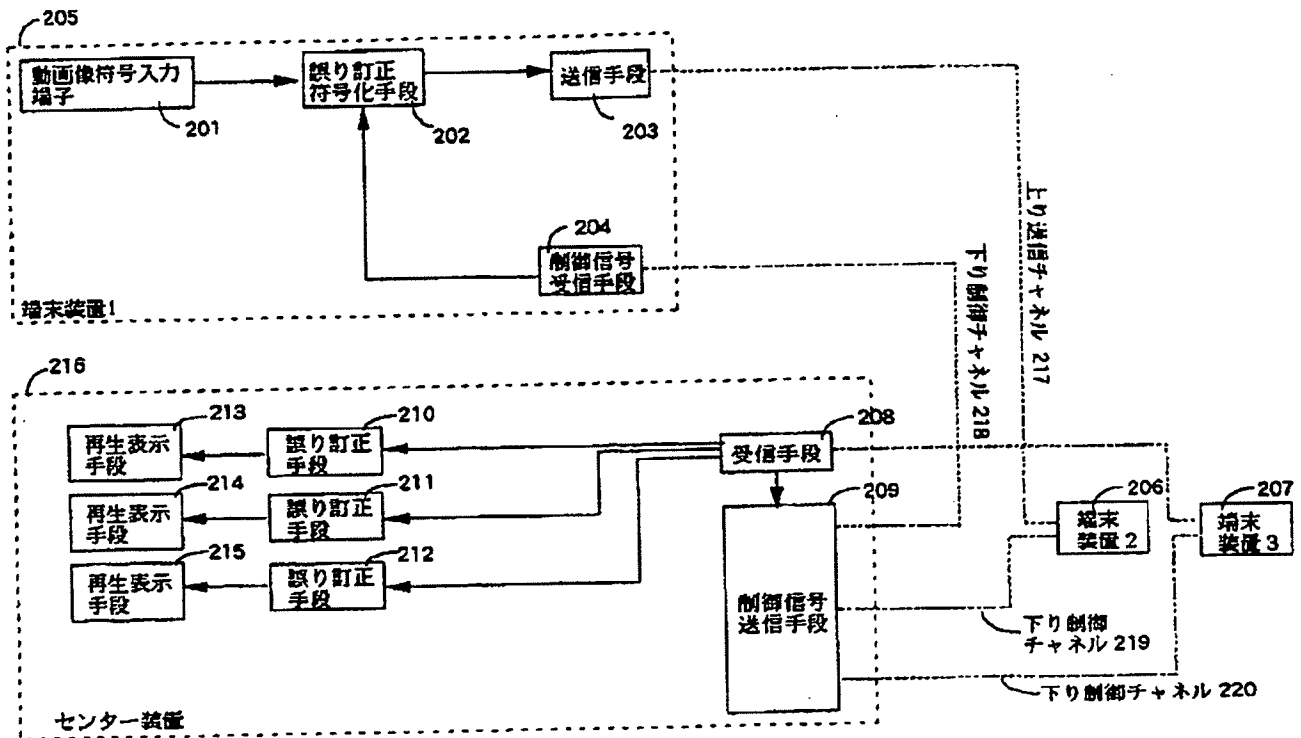 205
動画像符号入力
端子
201
誤り訂正
符号化手段
202
送信手段
203
204
制御信号
受信手段
端末装置1
上り送信チャネル 217
下り制御チャネル 218
216
213
再生表示
手段
210
誤り訂正
手段
208
受信手段
214
再生表示
手段
211
誤り訂正
手段
209
制御信号
送信手段
215
再生表示
手段
212
誤り訂正
手段
206
端末
装置2
207
端末
装置3
下り制御
チャネル 219
下り制御チャネル 220
センター装置